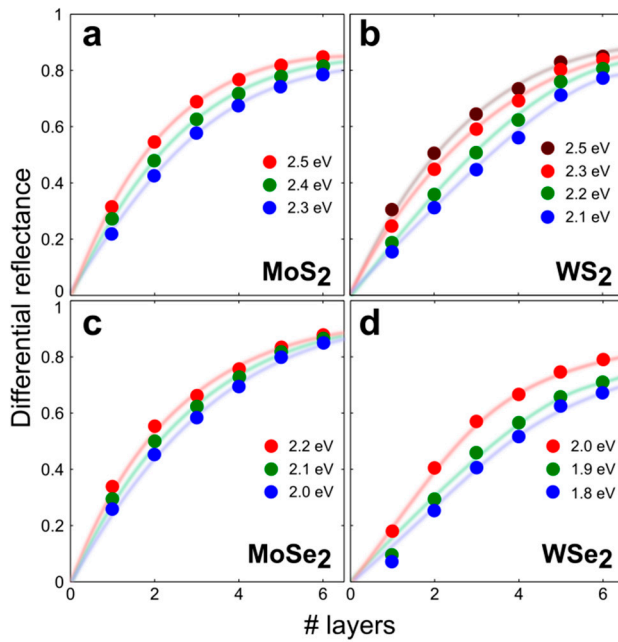 a
b
1
0.8
0.6
0.4
0.2
0
2.5 eV
2.4 eV
2.3 eV
MoS2
2.5 eV
2.3 eV
2.2 eV
2.1 eV
WS2
c
d
1
0.8
0.6
0.4
0.2
0
2.2 eV
2.1 eV
2.0 eV
MoSe2
2.0 eV
1.9 eV
1.8 eV
WSe2
0 2 4 6 0 2 4 6
Differential reflectance
# layers